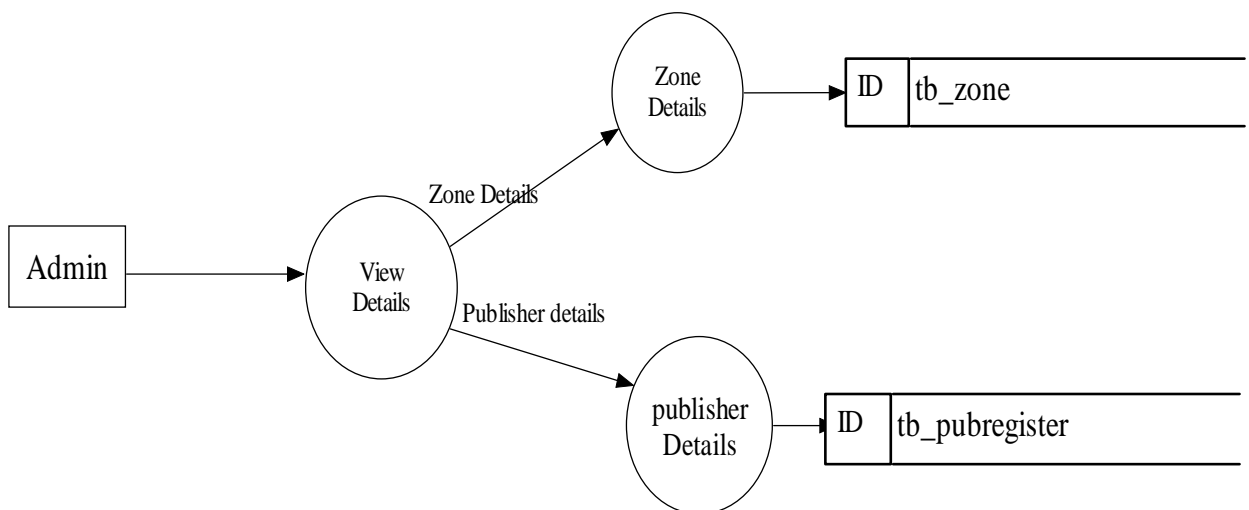 Zone
Details
ID
tb_zone
Zone Details
Admin
View
Details
Publisher details
publisher
Details
ID
tb_pubregister